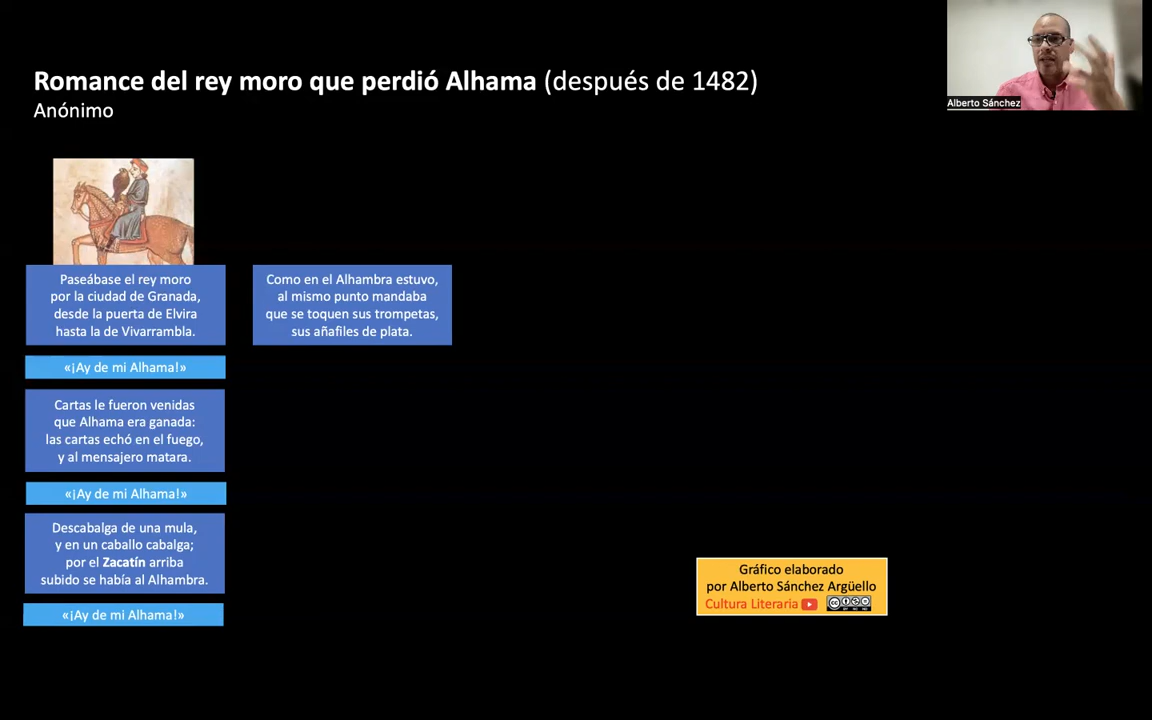 Romance del rey moro que perdió Alhama (después de 1482)
Anónimo
Alberto Sánchez
Paseábase el rey moro
por la ciudad de Granada,
desde la puerta de Elvira
hasta la de Vivarrambla.
«¡Ay de mi Alhama!»
Cartas le fueron venidas
que Alhama era ganada:
las cartas echó en el fuego,
y al mensajero matara.
«¡Ay de mi Alhama!»
Descabalga de una mula,
y en un caballo cabalga;
por el Zacatín arriba
subido se había al Alhambra.
«¡Ay de mi Alhama!»
Como en el Alhambra estuvo,
al mismo punto mandaba
que se toquen sus trompetas,
sus añafiles de plata.
Gráfico elaborado
por Alberto Sánchez Argüello
Cultura Literaria